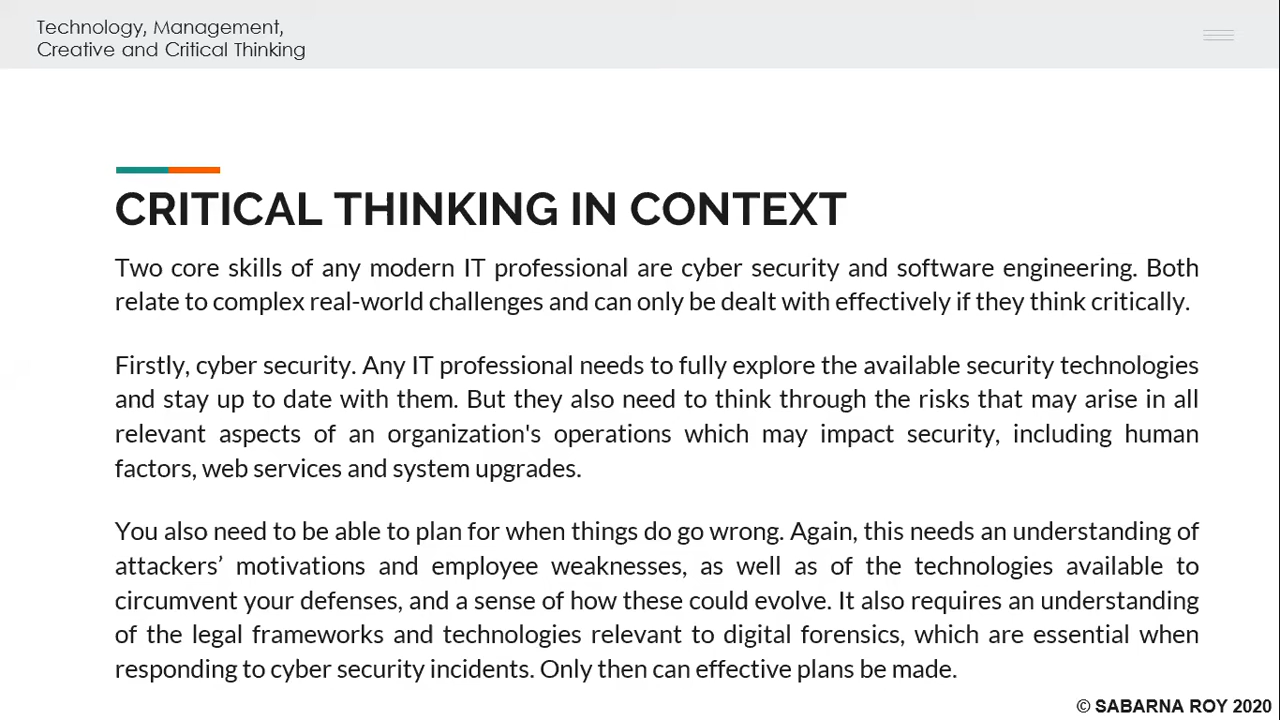 Technology, Management,
Creative and Critical Thinking
CRITICAL THINKING IN CONTEXT
Two core skills of any modern IT professional are cyber security and software engineering. Both
relate to complex real-world challenges and can only be dealt with effectively if they think critically.
Firstly, cyber security. Any IT professional needs to fully explore the available security technologies
and stay up to date with them. But they also need to think through the risks that may arise in all
relevant aspects of an organization's operations which may impact security, including human
factors, web services and system upgrades.
You also need to be able to plan for when things do go wrong. Again, this needs an understanding of
attackers’ motivations and employee weaknesses, as well as of the technologies available to
circumvent your defenses, and a sense of how these could evolve. It also requires an understanding
of the legal frameworks and technologies relevant to digital forensics, which are essential when
responding to cyber security incidents. Only then can effective plans be made.
© SABARNA ROY 2020